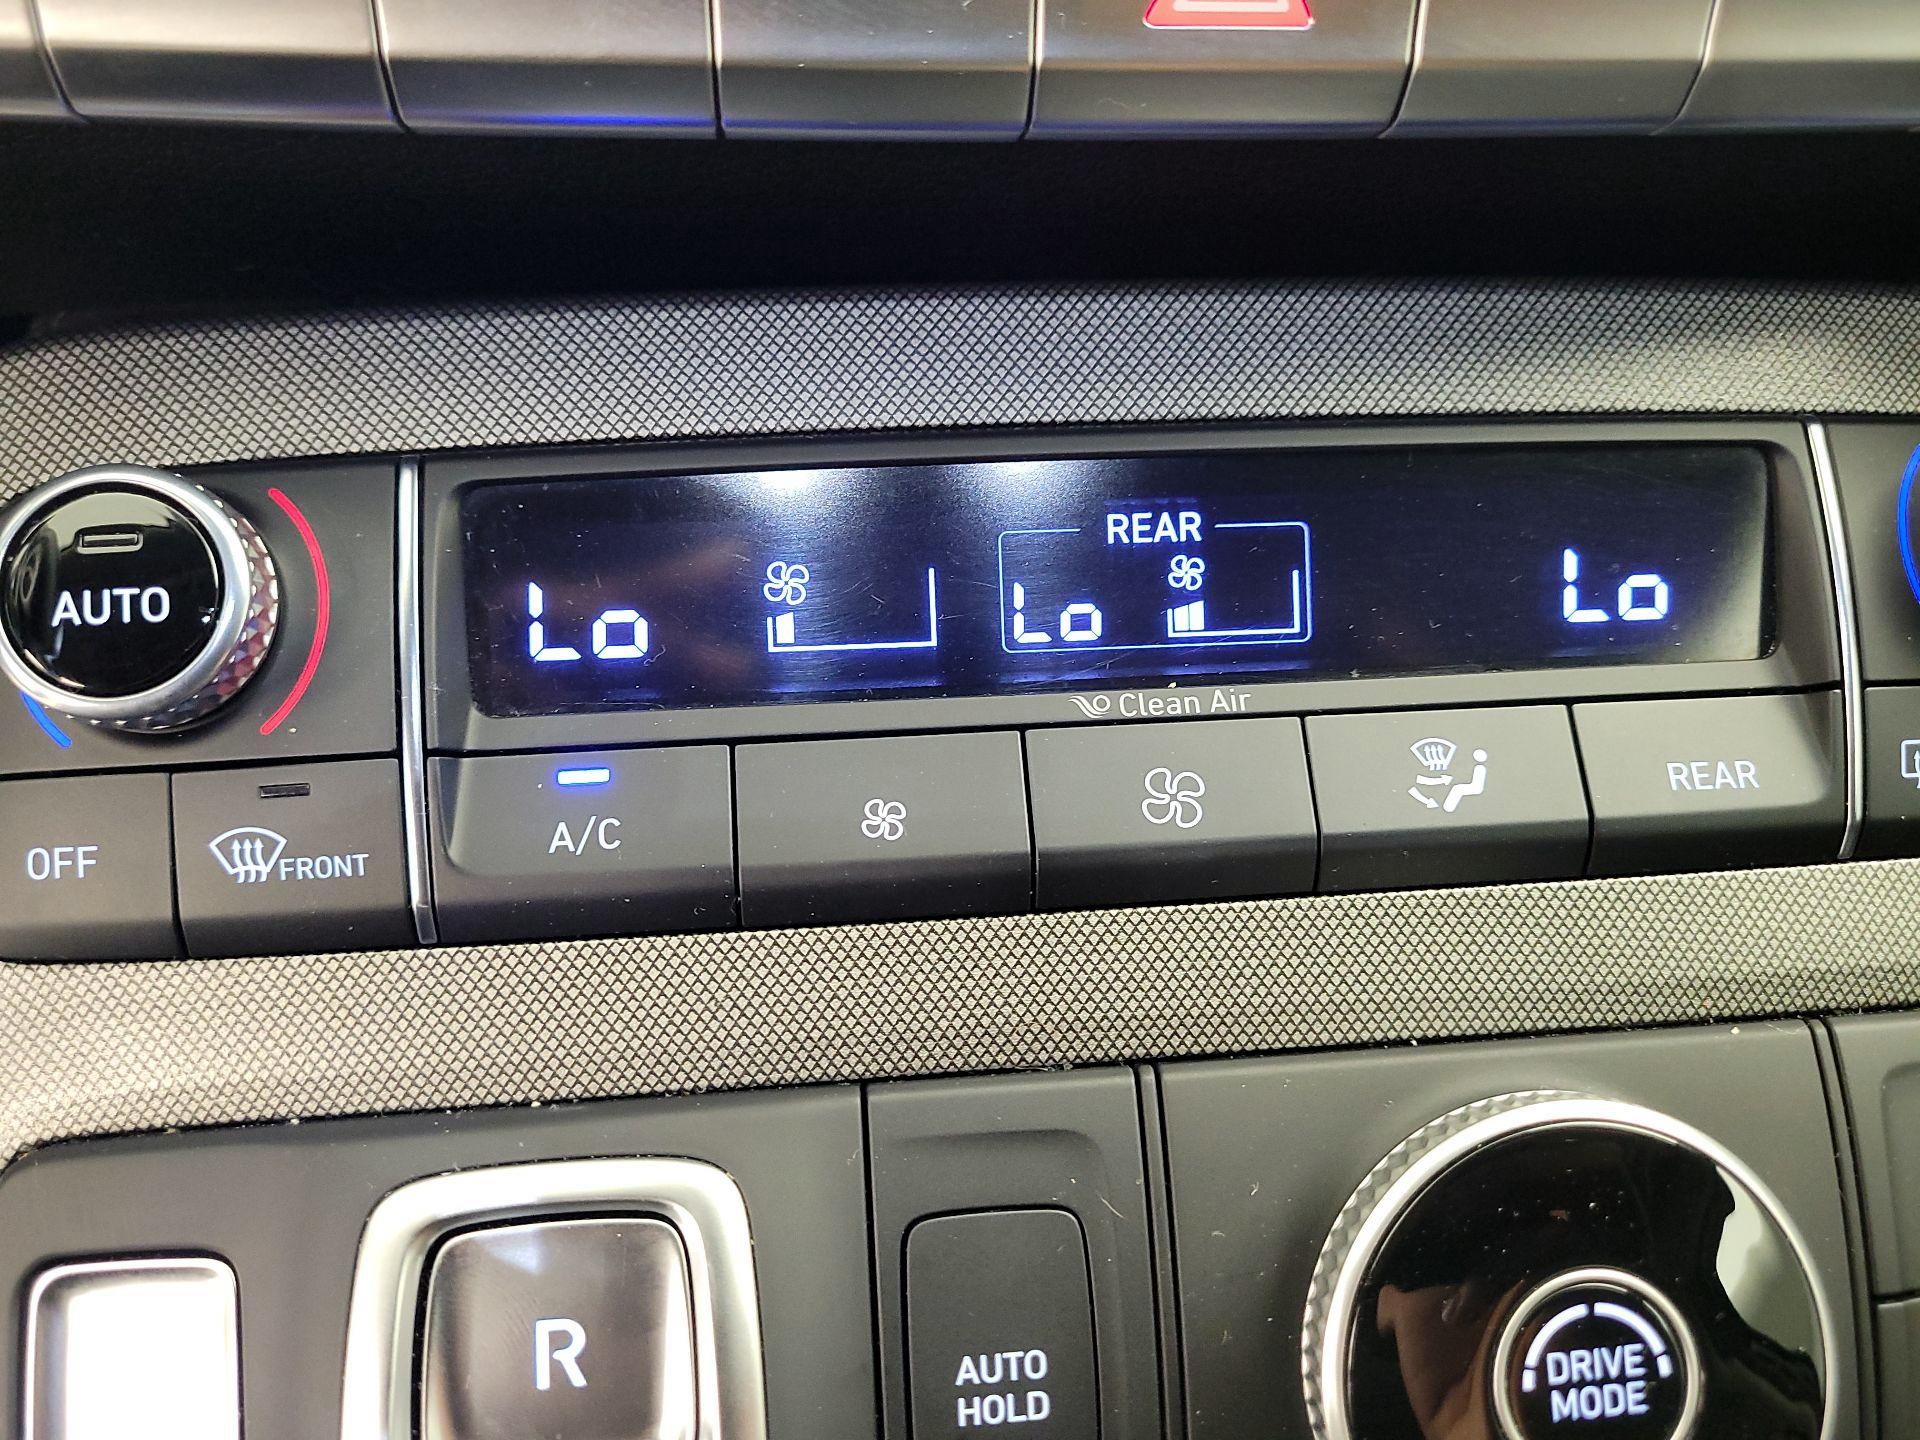 AUTO
REAR
Lo
Lo
Lo
Clean Air
OFF
FRONT
A/C
REAR
R
AUTO
HOLD
DRIVE
MODE